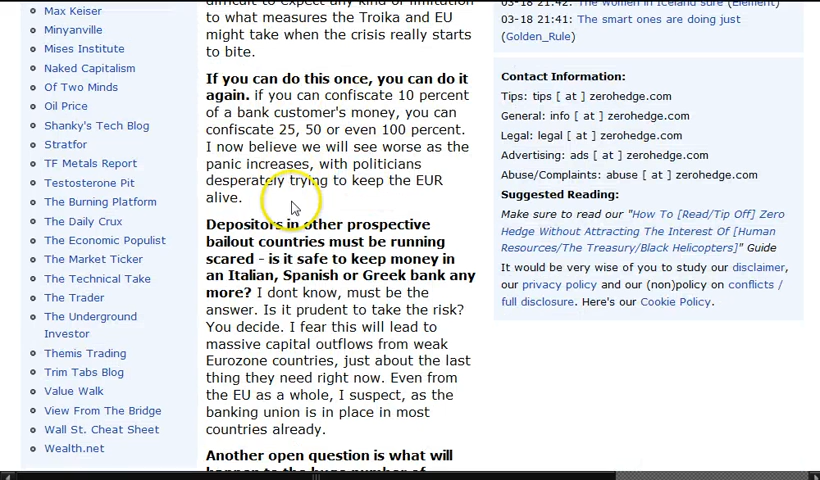 Max Keiser
Minyanville
Mises Institute
Naked Capitalism
Of Two Minds
Oil Price
Shanky's Tech Blog
Stratfor
TF Metals Report
Testosterone Pit
The Burning Platform
The Daily Crux
The Economic Populist
The Market Ticker
The Technical Take
The Trader
The Underground
Investor
Themis Trading
Trim Tabs Blog
Value Walk
View From The Bridge
Wall St. Cheat Sheet
Wealth.net
difficult to expect any kind of limitation
to what measures the Troika and EU
might take when the crisis really starts
to bite.
If you can do this once, you can do it
again. if you can confiscate 10 percent
of a bank customer's money, you can
confiscate 25, 50 or even 100 percent.
I now believe we will see worse as the
panic increases, with politicians
desperately trying to keep the EUR
alive.
Depositors in other prospective
bailout countries must be running
scared - is it safe to keep money in
an Italian, Spanish or Greek bank any
more? I dont know, must be the
answer. Is it prudent to take the risk?
You decide. I fear this will lead to
massive capital outflows from weak
Eurozone countries, just about the last
thing they need right now. Even from
the EU as a whole, I suspect, as the
banking union is in place in most
countries already.
Another open question is what will
happen to the huge number of
03-18 21:42: The women in Iceland sure (Element)
03-18 21:41: The smart ones are doing just
(Golden_Rule)
Contact Information:
Tips: tips [ at ] zerohedge.com
General: info [ at ] zerohedge.com
Legal: legal [ at ] zerohedge.com
Advertising: ads [ at ] zerohedge.com
Abuse/Complaints: abuse [ at ] zerohedge.com
Suggested Reading:
Make sure to read our "How To [Read/Tip Off] Zero
Hedge Without Attracting The Interest Of [Human
Resources/The Treasury/Black Helicopters]" Guide
It would be very wise of you to study our disclaimer,
our privacy policy and our (non)policy on conflicts /
full disclosure. Here's our Cookie Policy.